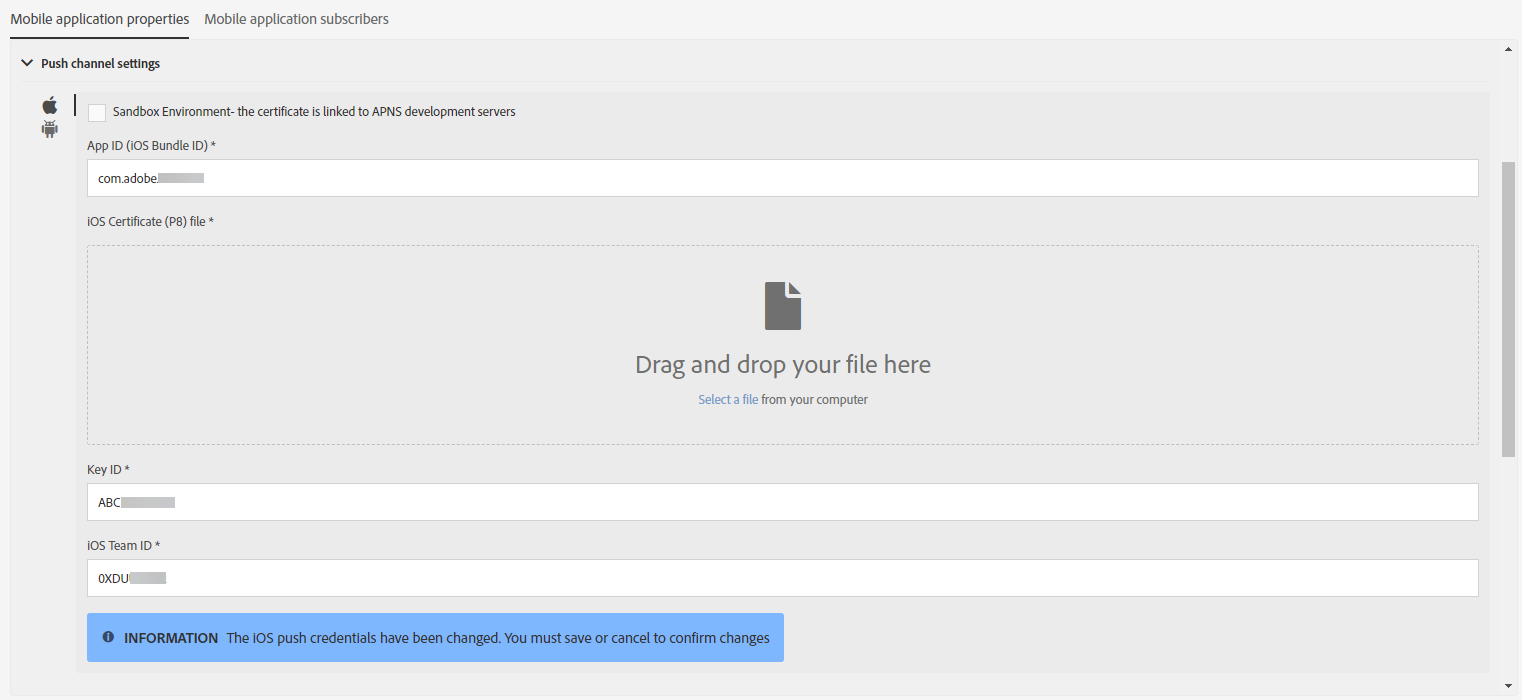 Mobile application properties Mobile application subscribers
Push channel settings
Sandbox Environment- the certificate is linked to APNS development servers
App ID (iOS Bundle ID) *
com.adobe.
iOS Certificate (P8) file *
Drag and drop your file here
Select a file from your computer
Key ID *
ABC
iOS Team ID *
0XDU
INFORMATION The iOS push credentials have been changed. You must save or cancel to confirm changes